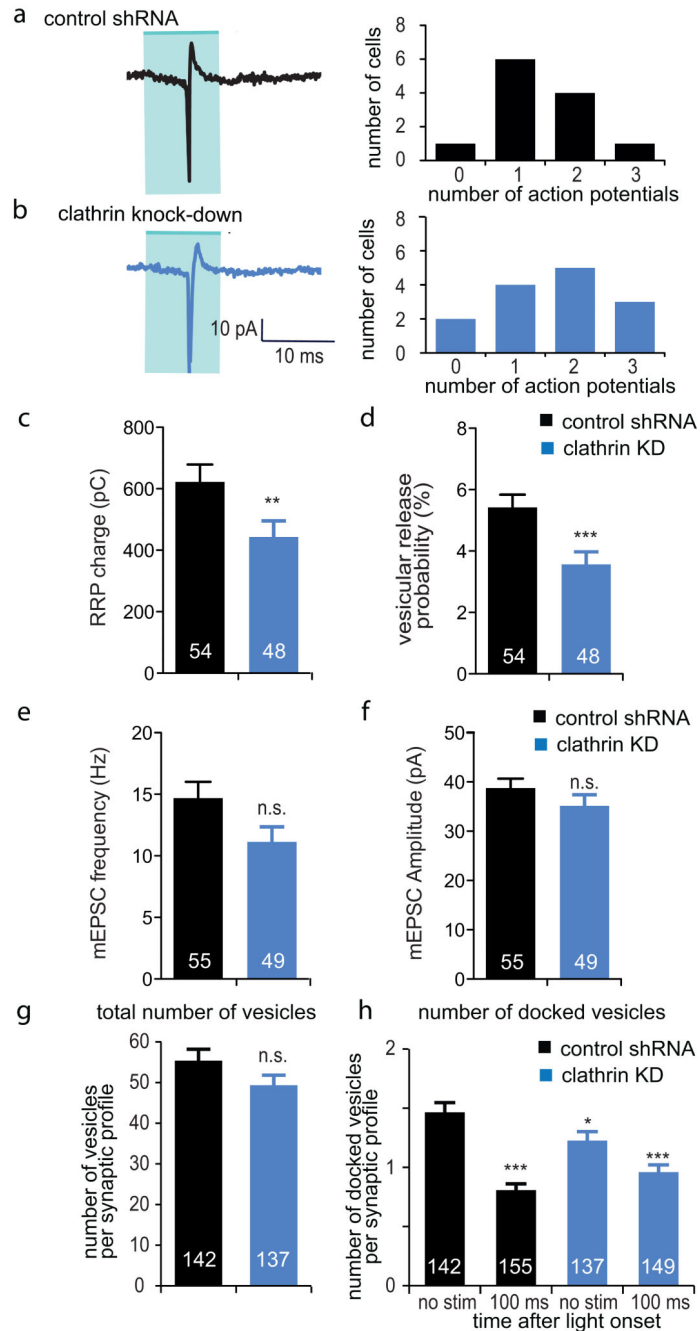 a
control shRNA
number of cells
8
6
4
2
0
0 1 2 3
number of action potentials
b
clathrin knock-down
10 pA
10 ms
number of cells
8
6
4
2
0
0 1 2 3
number of action potentials
c
RRP charge (pC)
800
600
400
200
0
**
54 48
d
control shRNA
clathrin KD
vesicular release
probability (%)
8
6
4
2
0
***
54 48
e
mEPSC frequency (Hz)
20
15
10
5
0
n.s.
55 49
f
control shRNA
clathrin KD
mEPSC Amplitude (pA)
50
40
30
20
10
0
n.s.
55 49
g
total number of vesicles
number of vesicles
per synaptic profile
60
50
40
30
20
10
0
n.s.
142 137
h
number of docked vesicles
control shRNA
clathrin KD
number of docked vesicles
per synaptic profile
2
1
0
*** * ***
142 155 137 149
no stim 100 ms no stim 100 ms
time after light onset